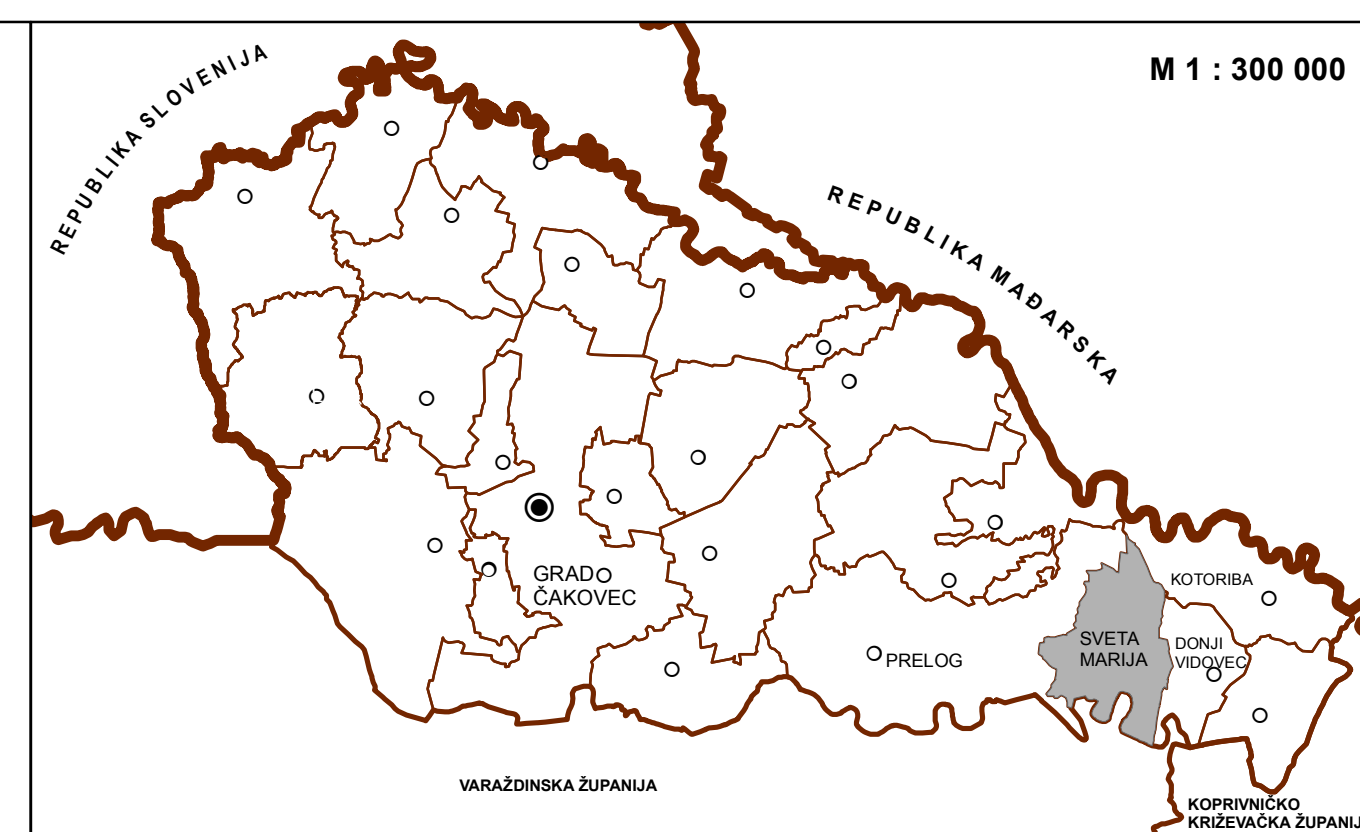 M 1 : 300 000
REPUBLIKA SLOVENIJA
REPUBLIKA MAĐARSKA
GRAD
ČAKOVEC
KOTORIBA
SVETA
MARIJA
DONJI
VIDOVEC
PRELOG
VARAŽDINSKA ŽUPANIJA
KOPRIVNIČKO
KRIŽEVAČKA ŽUPANIJ